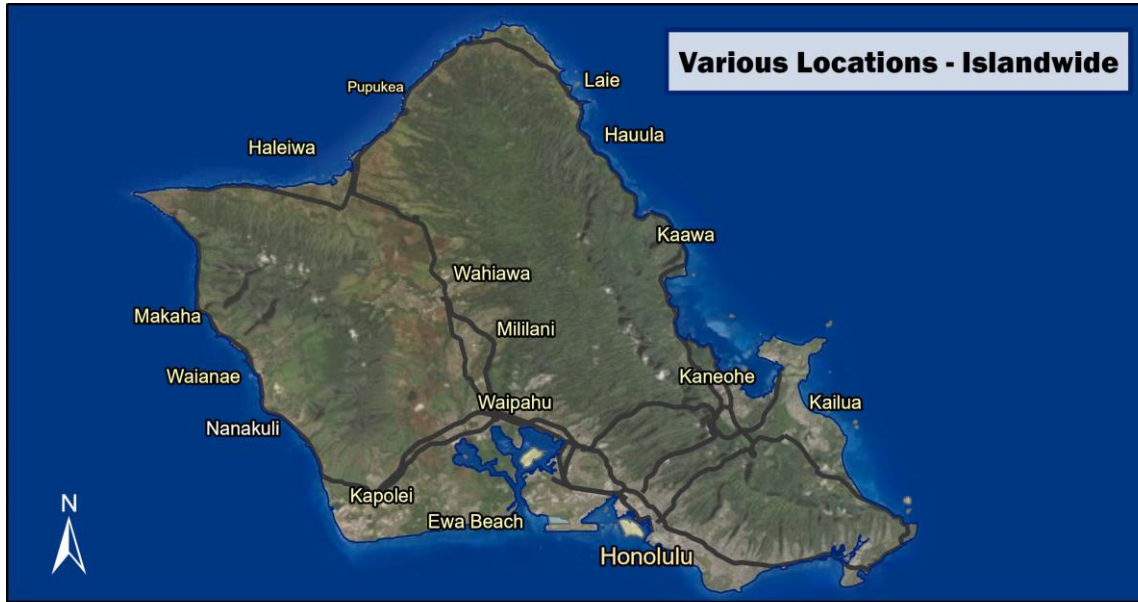 Various Locations - Islandwide
Laie
Pupukea
Hauula
Haleiwa
Kaawa
Wahiawa
Makaha
Mililani
Waianae
Kaneohe
Waipahu
Kailua
Nanakuli
Kapolei
N
Ewa Beach
Honolulu